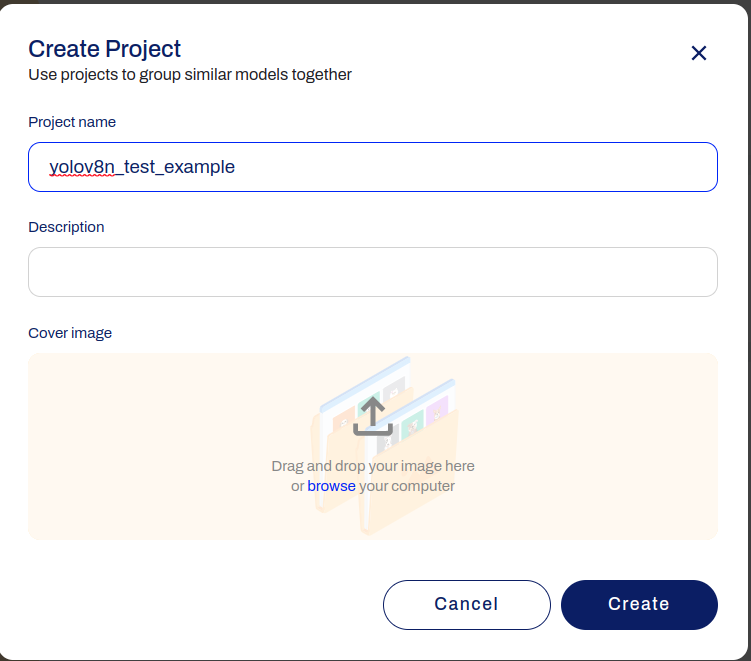 Create Project
Use projects to group similar models together
Project name
yolov8n_test_example
Description
Cover image
Drag and drop your image here
or browse your computer
Cancel
Create